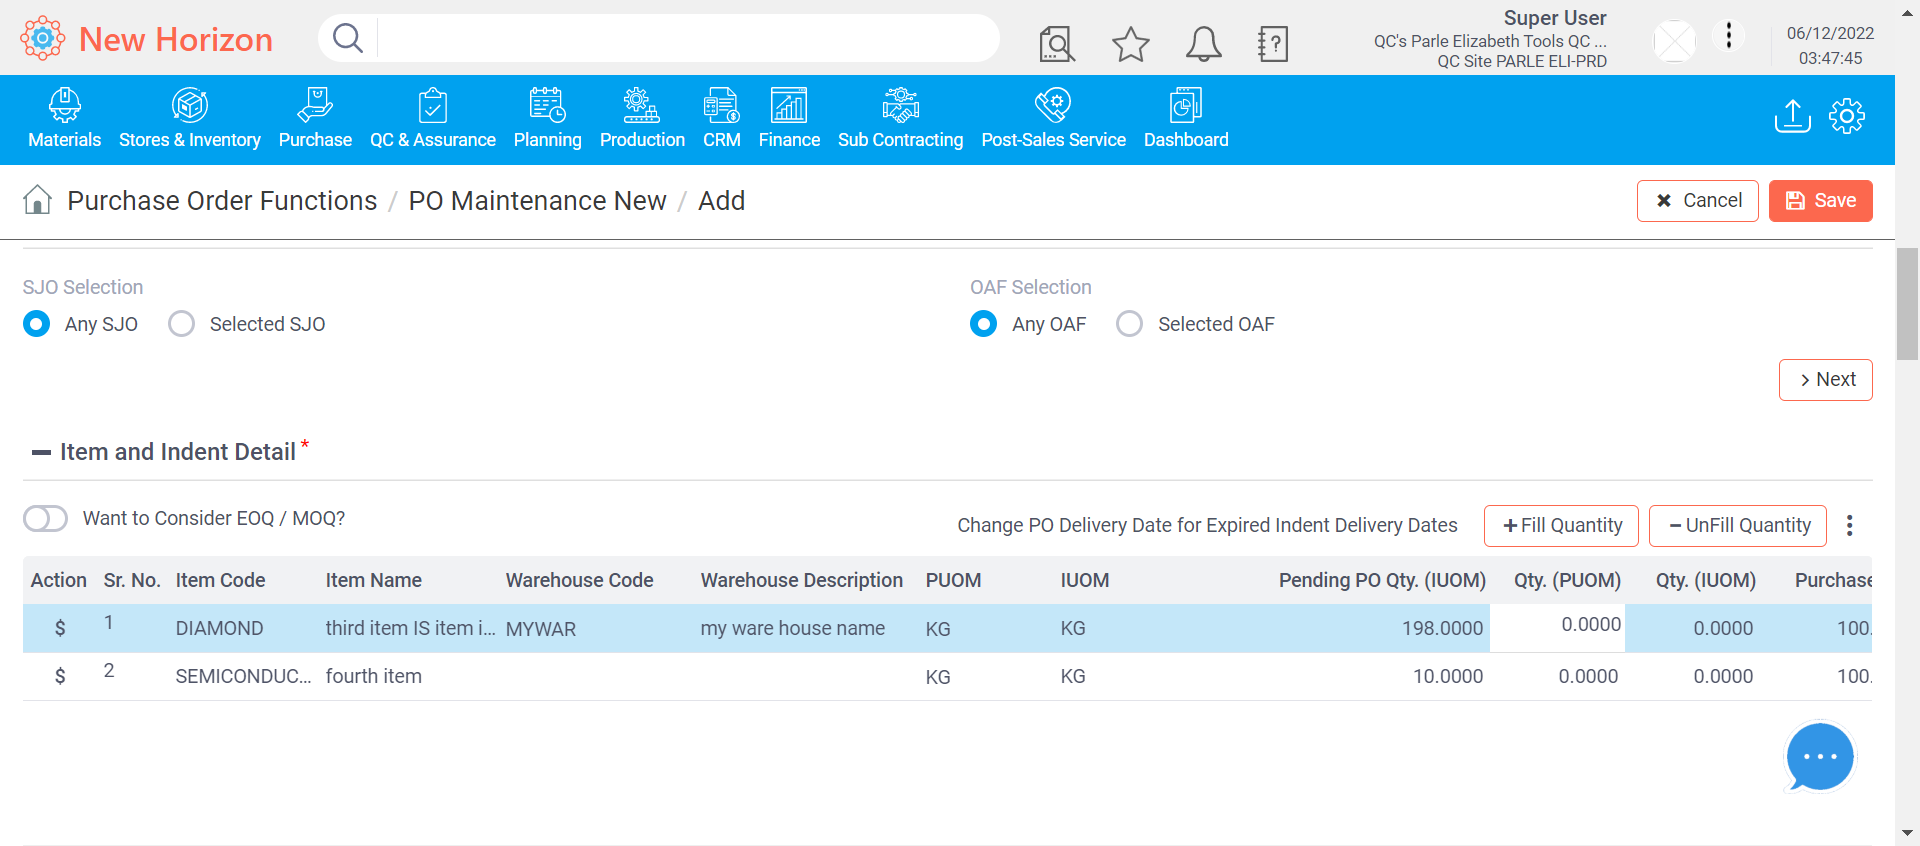 New Horizon
Super User
QC's Parle Elizabeth Tools QC ...
QC Site PARLE ELI-PRD
06/12/2022
03:47:45
Materials Stores & Inventory Purchase QC & Assurance Planning Production CRM Finance Sub Contracting Post-Sales Service Dashboard
Purchase Order Functions / PO Maintenance New / Add
Cancel Save
SJO Selection OAF Selection
Any SJO Selected SJO Any OAF Selected OAF
Next
Item and Indent Detail *
Want to Consider EOQ / MOQ?
Change PO Delivery Date for Expired Indent Delivery Dates + Fill Quantity − UnFill Quantity
Action Sr. No. Item Code Item Name Warehouse Code Warehouse Description PUOM IUOM Pending PO Qty. (IUOM) Qty. (PUOM) Qty. (IUOM) Purchase
$ 1 DIAMOND third item IS item i... MYWAR my ware house name KG KG 198.0000 0.0000 0.0000 100.
$ 2 SEMICONDUC... fourth item KG KG 10.0000 0.0000 0.0000 100.